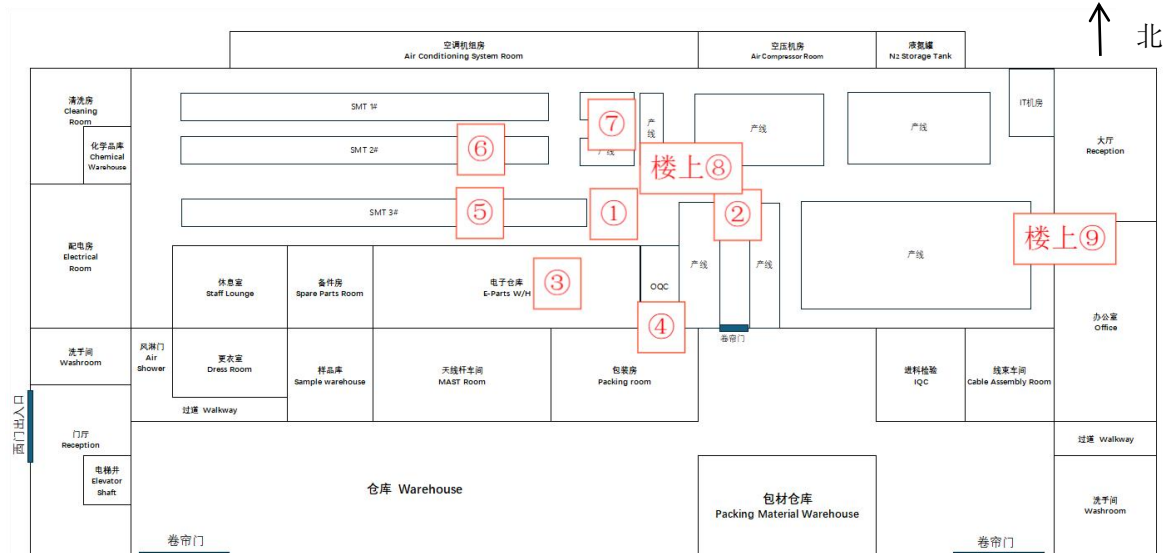 北
空调机组房
Air Conditioning System Room
空压机房
Air Compressor Room
液氮罐
N2 Storage Tank
清洗房
Cleaning
Room
化学品库
Chemical
Warehouse
SMT 1#
SMT 2#
SMT 3#
⑦
⑥
⑤
①
产
线
产线
产线
产线
IT机房
大厅
Reception
楼上⑧
②
楼上⑨
配电房
Electrical
Room
休息室
Staff Lounge
备件房
Spare Parts Room
电子仓库
E-Parts W/H
③
OQC
④
产线
产线
产线
卷帘门
办公室
Office
洗手间
Washroom
风淋门
Air
Shower
更衣室
Dress Room
样品库
Sample warehouse
天线杆车间
MAST Room
包装房
Packing room
进料检验
IQC
线束车间
Cable Assembly Room
过道 Walkway
西门出入口
门厅
Reception
电梯井
Elevator
Shaft
仓库 Warehouse
包材仓库
Packing Material Warehouse
过道 Walkway
洗手间
Washroom
卷帘门
卷帘门